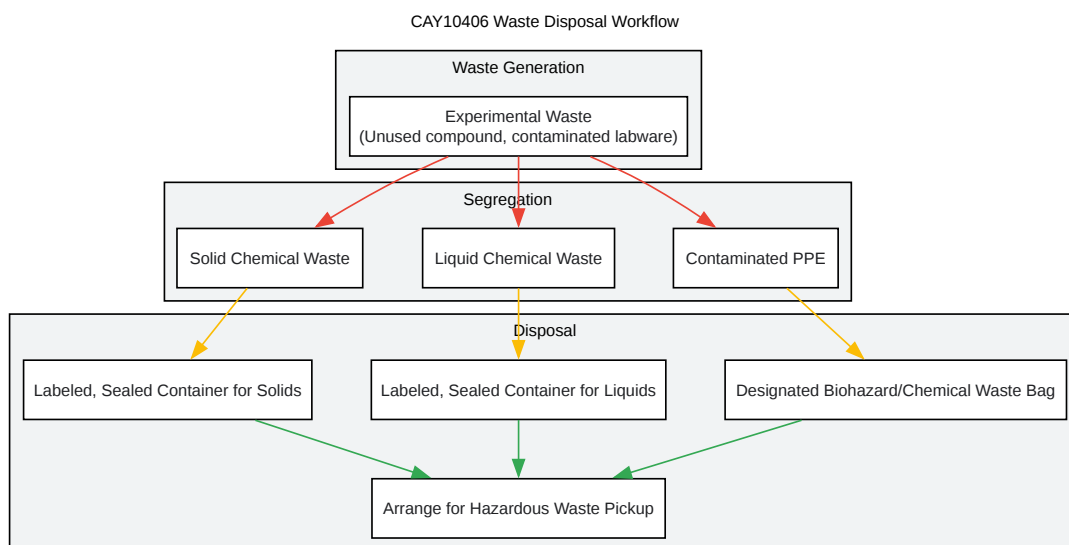 CAY10406 Waste Disposal Workflow
Waste Generation
Experimental Waste
(Unused compound, contaminated labware)
Segregation
Solid Chemical Waste
Liquid Chemical Waste
Contaminated PPE
Disposal
Labeled, Sealed Container for Solids
Labeled, Sealed Container for Liquids
Designated Biohazard/Chemical Waste Bag
Arrange for Hazardous Waste Pickup